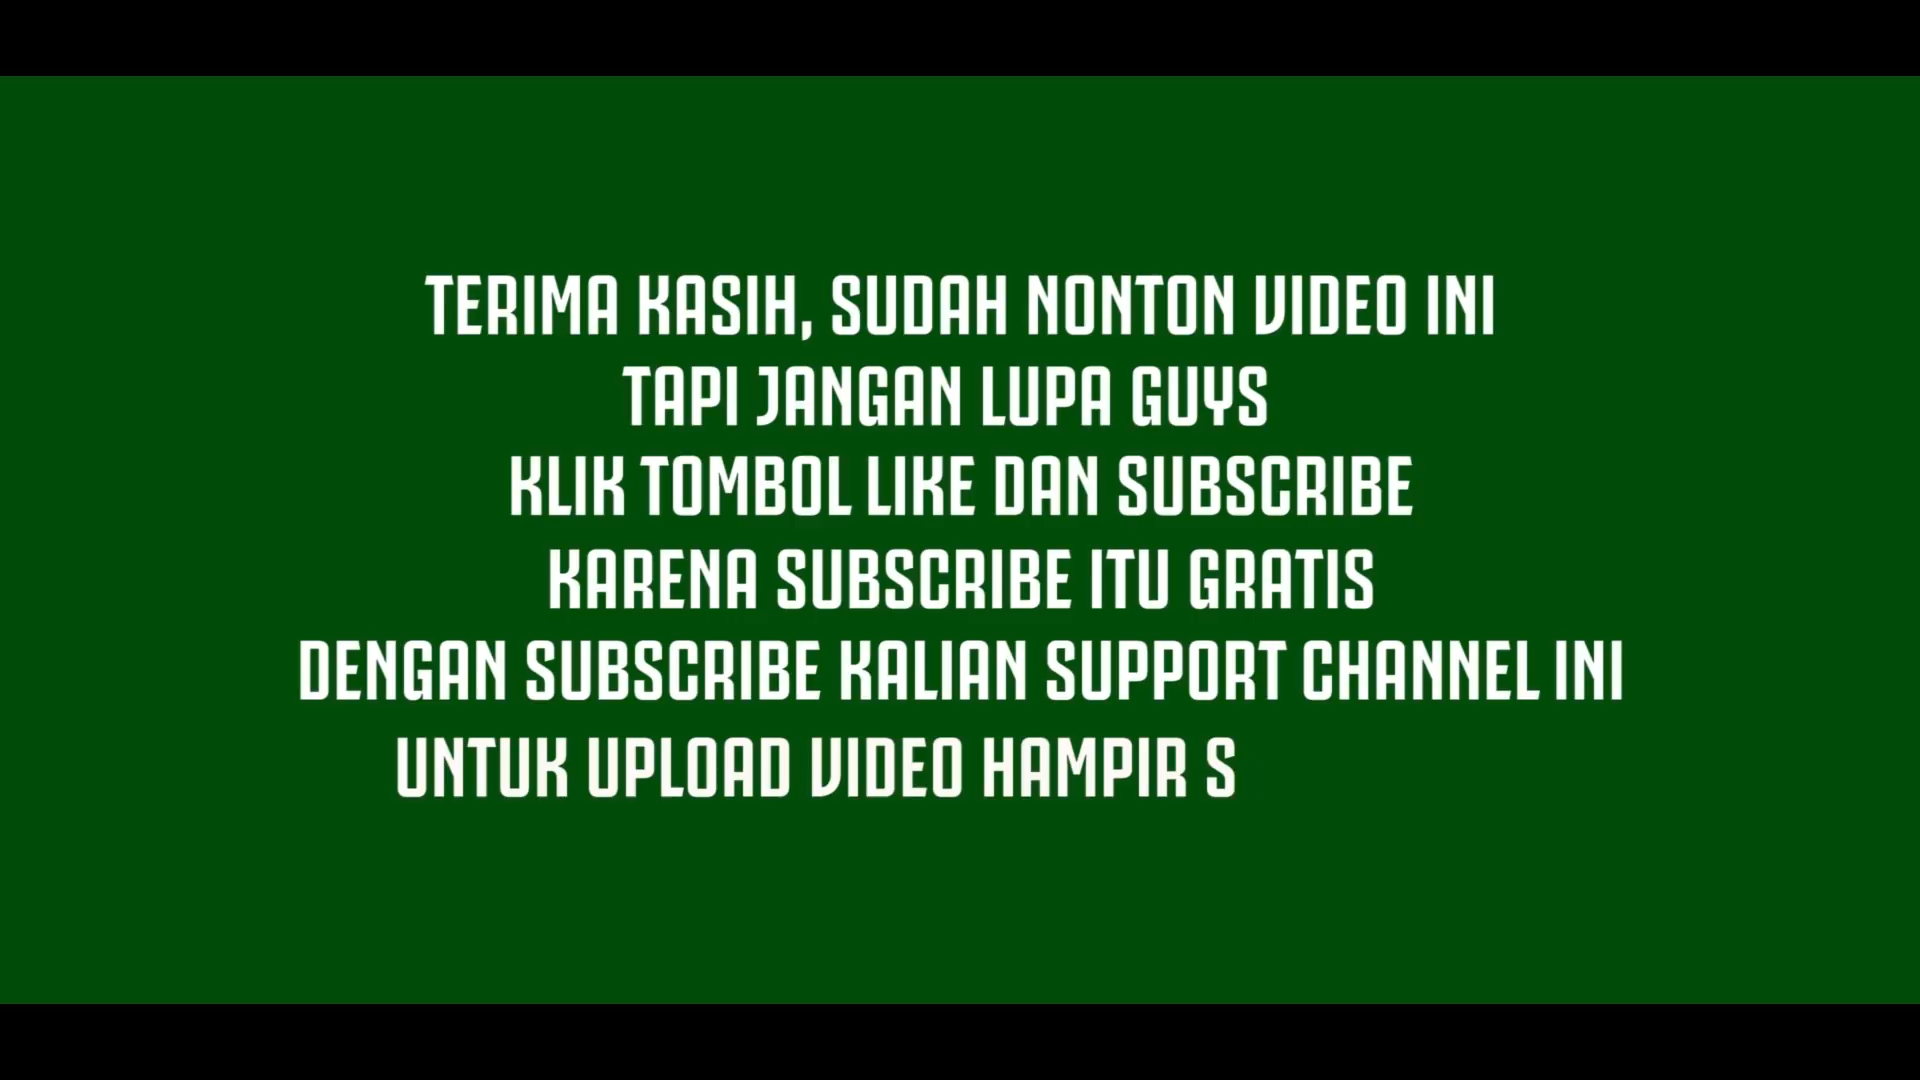 TERIMA KASIH, SUDAH NONTON VIDEO INI
TAPI JANGAN LUPA GUYS
KLIK TOMBOL LIKE DAN SUBSCRIBE
KARENA SUBSCRIBE ITU GRATIS
DENGAN SUBSCRIBE KALIAN SUPPORT CHANNEL INI
UNTUK UPLOAD VIDEO HAMPIR S